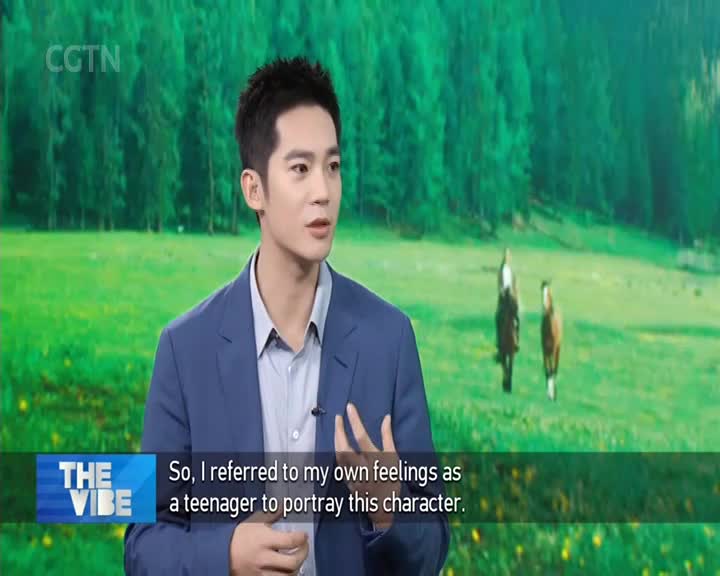 CGTN
THE
VIBE
So, I referred to my own feelings as
a teenager to portray this character.